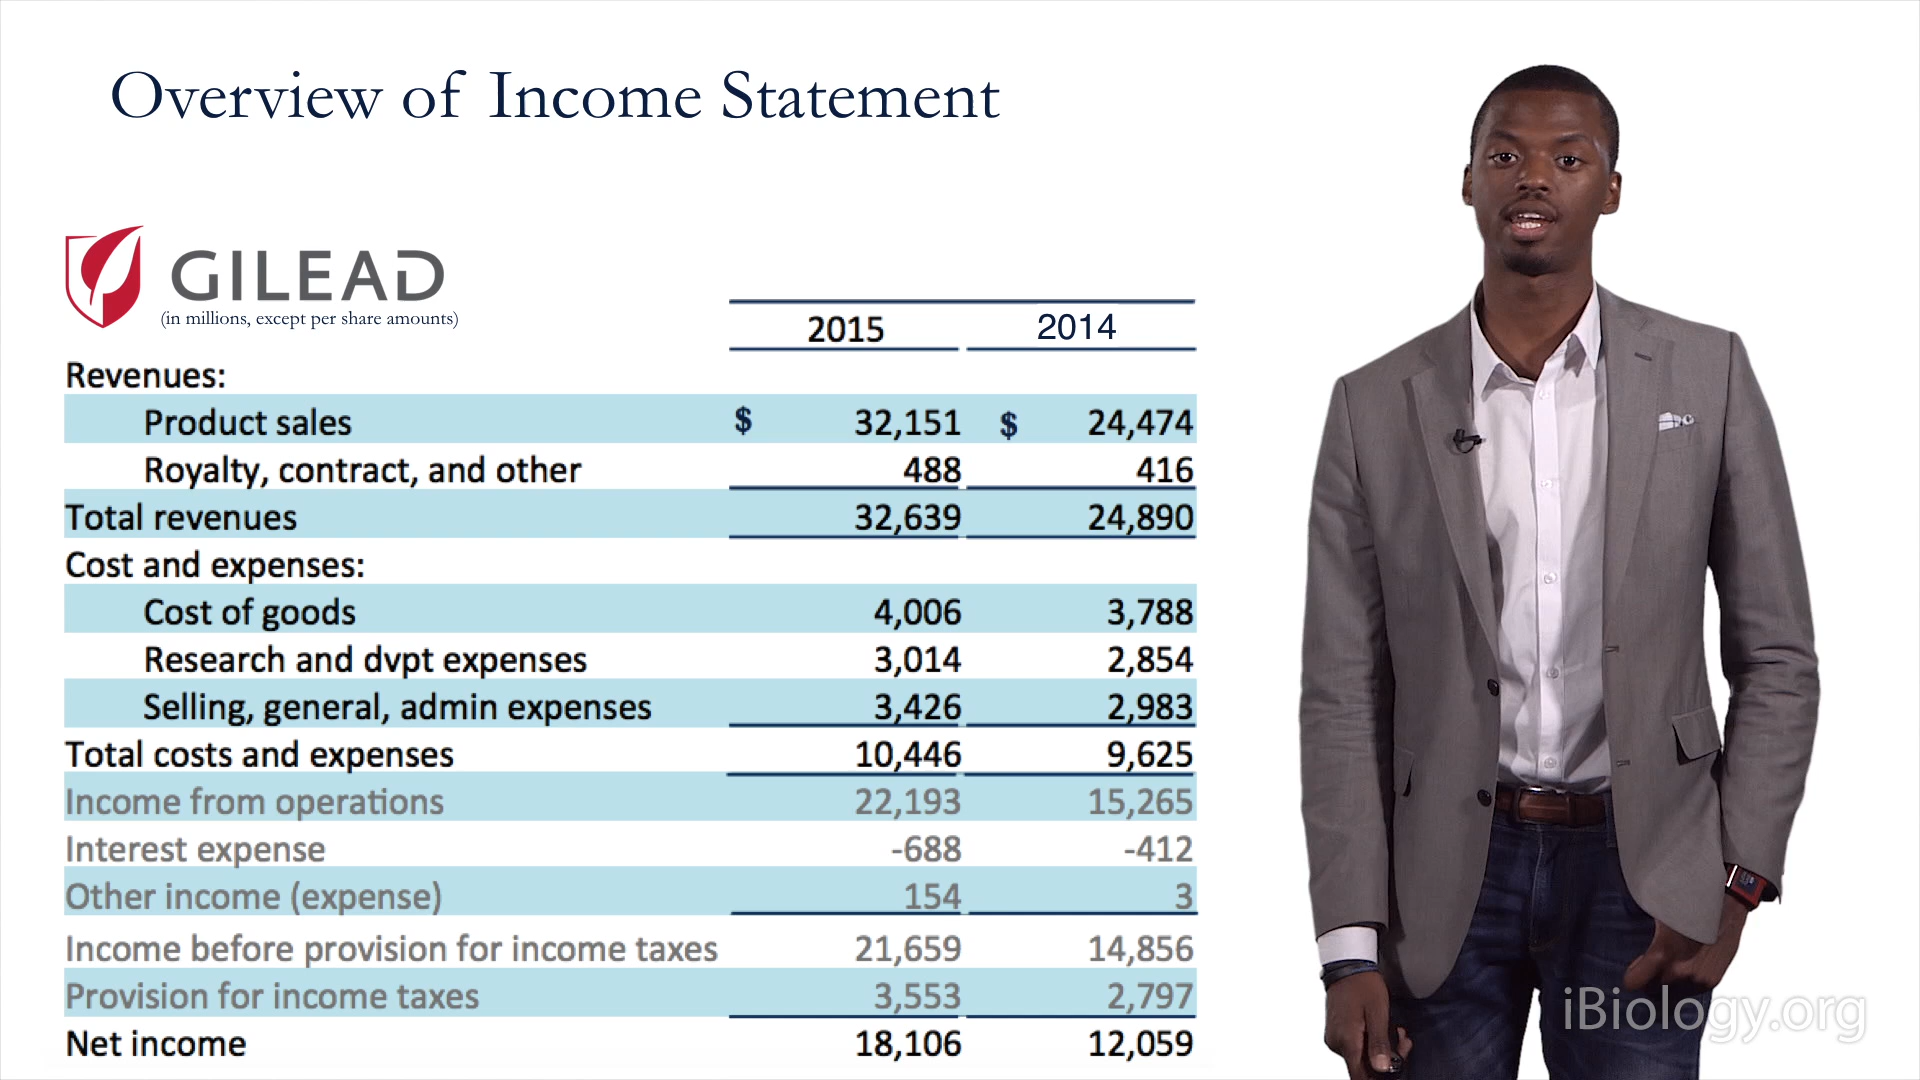 Overview of Income Statement
GILEAD
(in millions, except per share amounts)
2015 2014
Revenues:
Product sales $ 32,151 $ 24,474
Royalty, contract, and other 488 416
Total revenues 32,639 24,890
Cost and expenses:
Cost of goods 4,006 3,788
Research and dvpt expenses 3,014 2,854
Selling, general, admin expenses 3,426 2,983
Total costs and expenses 10,446 9,625
Income from operations 22,193 15,265
Interest expense -688 -412
Other income (expense) 154 3
Income before provision for income taxes 21,659 14,856
Provision for income taxes 3,553 2,797
Net income 18,106 12,059
iBiology.org